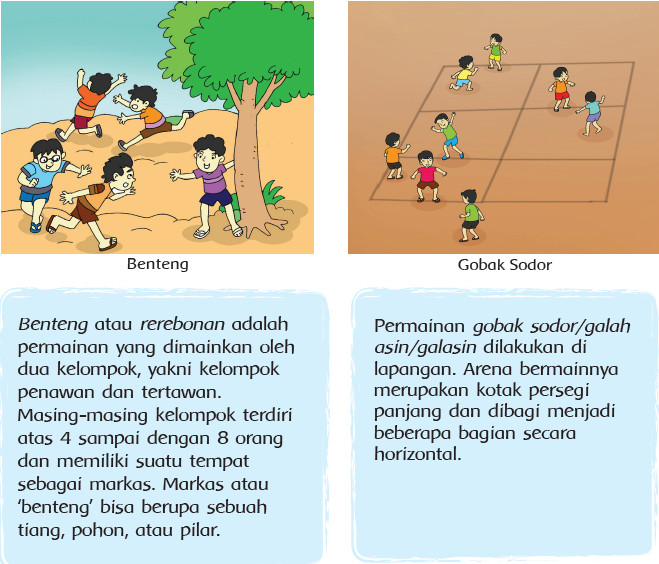 Benteng
Benteng atau rerebonan adalah
permainan yang dimainkan oleh
dua kelompok, yakni kelompok
penawan dan tertawan.
Masing-masing kelompok terdiri
atas 4 sampai dengan 8 orang
dan memiliki suatu tempat
sebagai markas. Markas atau
‘benteng’ bisa berupa sebuah
tiang, pohon, atau pilar.
Gobak Sodor
Permainan gobak sodor/galah
asin/galasin dilakukan di
lapangan. Arena bermainnya
merupakan kotak persegi
panjang dan dibagi menjadi
beberapa bagian secara
horizontal.